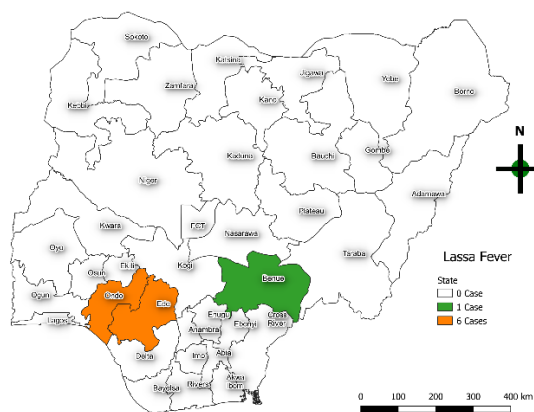 Sokoto
Katsina
Jigawa
Yobe
Borno
Zamfara
Kano
Kebbi
Gombe
Kaduna
Bauchi
Niger
Adamawa
N
Plateau
Kwara
FCT
Nasarawa
Oyo
Taraba
Kogi
Ekiti
Osun
Benue
Ondo
Edo
Ogun
Lagos
Enugu
Anambra
Ebonyi
Cross
River
Delta
Imo
Abia
Bayelsa
Rivers
Akwa
Ibom
Lassa Fever
State
0 Case
1 Case
6 Cases
0 100 200 300 400 km